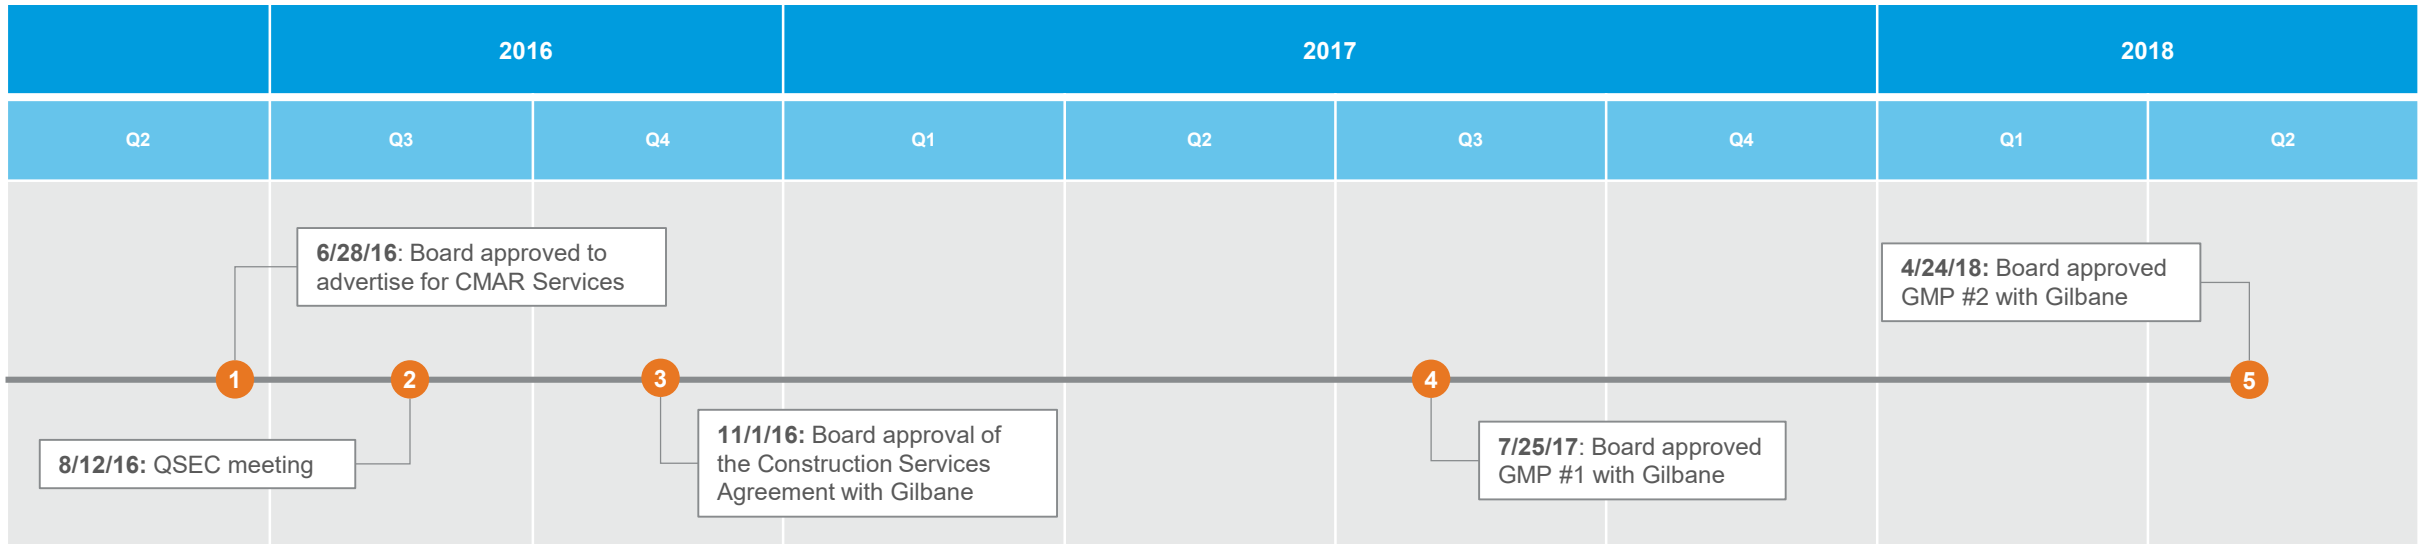 2016
2017
2018
Q2
Q3
Q4
Q1
Q2
Q3
Q4
Q1
Q2
6/28/16: Board approved to
advertise for CMAR Services
4/24/18: Board approved
GMP #2 with Gilbane
1
2
3
4
5
8/12/16: QSEC meeting
11/1/16: Board approval of
the Construction Services
Agreement with Gilbane
7/25/17: Board approved
GMP #1 with Gilbane